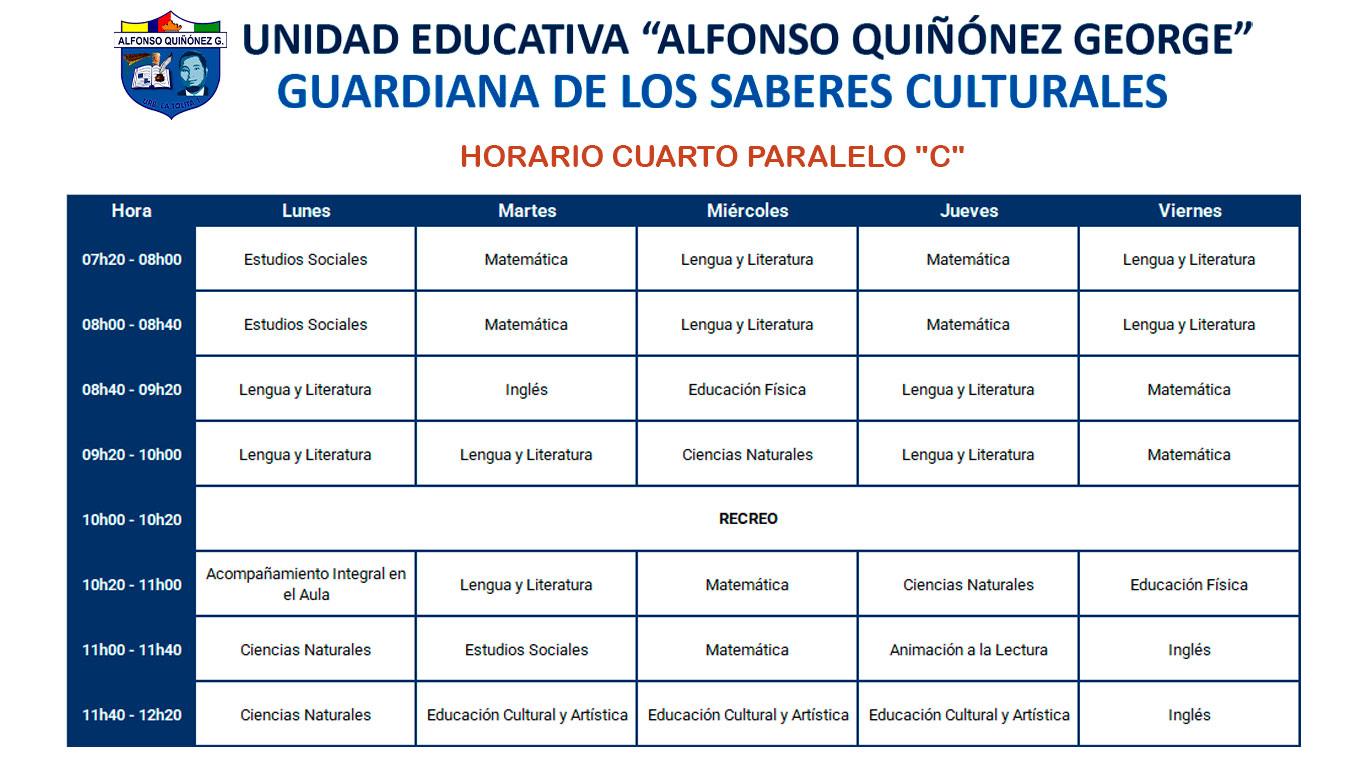 ALFONSO QUIÑÓNEZ G.
UNIDAD EDUCATIVA “ALFONSO QUIÑÓNEZ GEORGE”
GUARDIANA DE LOS SABERES CULTURALES
URB. LA TOLITA 1
HORARIO CUARTO PARALELO "C"
Hora Lunes Martes Miércoles Jueves Viernes
07h20 - 08h00 Estudios Sociales Matemática Lengua y Literatura Matemática Lengua y Literatura
08h00 - 08h40 Estudios Sociales Matemática Lengua y Literatura Matemática Lengua y Literatura
08h40 - 09h20 Lengua y Literatura Inglés Educación Física Lengua y Literatura Matemática
09h20 - 10h00 Lengua y Literatura Lengua y Literatura Ciencias Naturales Lengua y Literatura Matemática
10h00 - 10h20 RECREO
10h20 - 11h00 Acompañamiento Integral en el Aula Lengua y Literatura Matemática Ciencias Naturales Educación Física
11h00 - 11h40 Ciencias Naturales Estudios Sociales Matemática Animación a la Lectura Inglés
11h40 - 12h20 Ciencias Naturales Educación Cultural y Artística Educación Cultural y Artística Educación Cultural y Artística Inglés